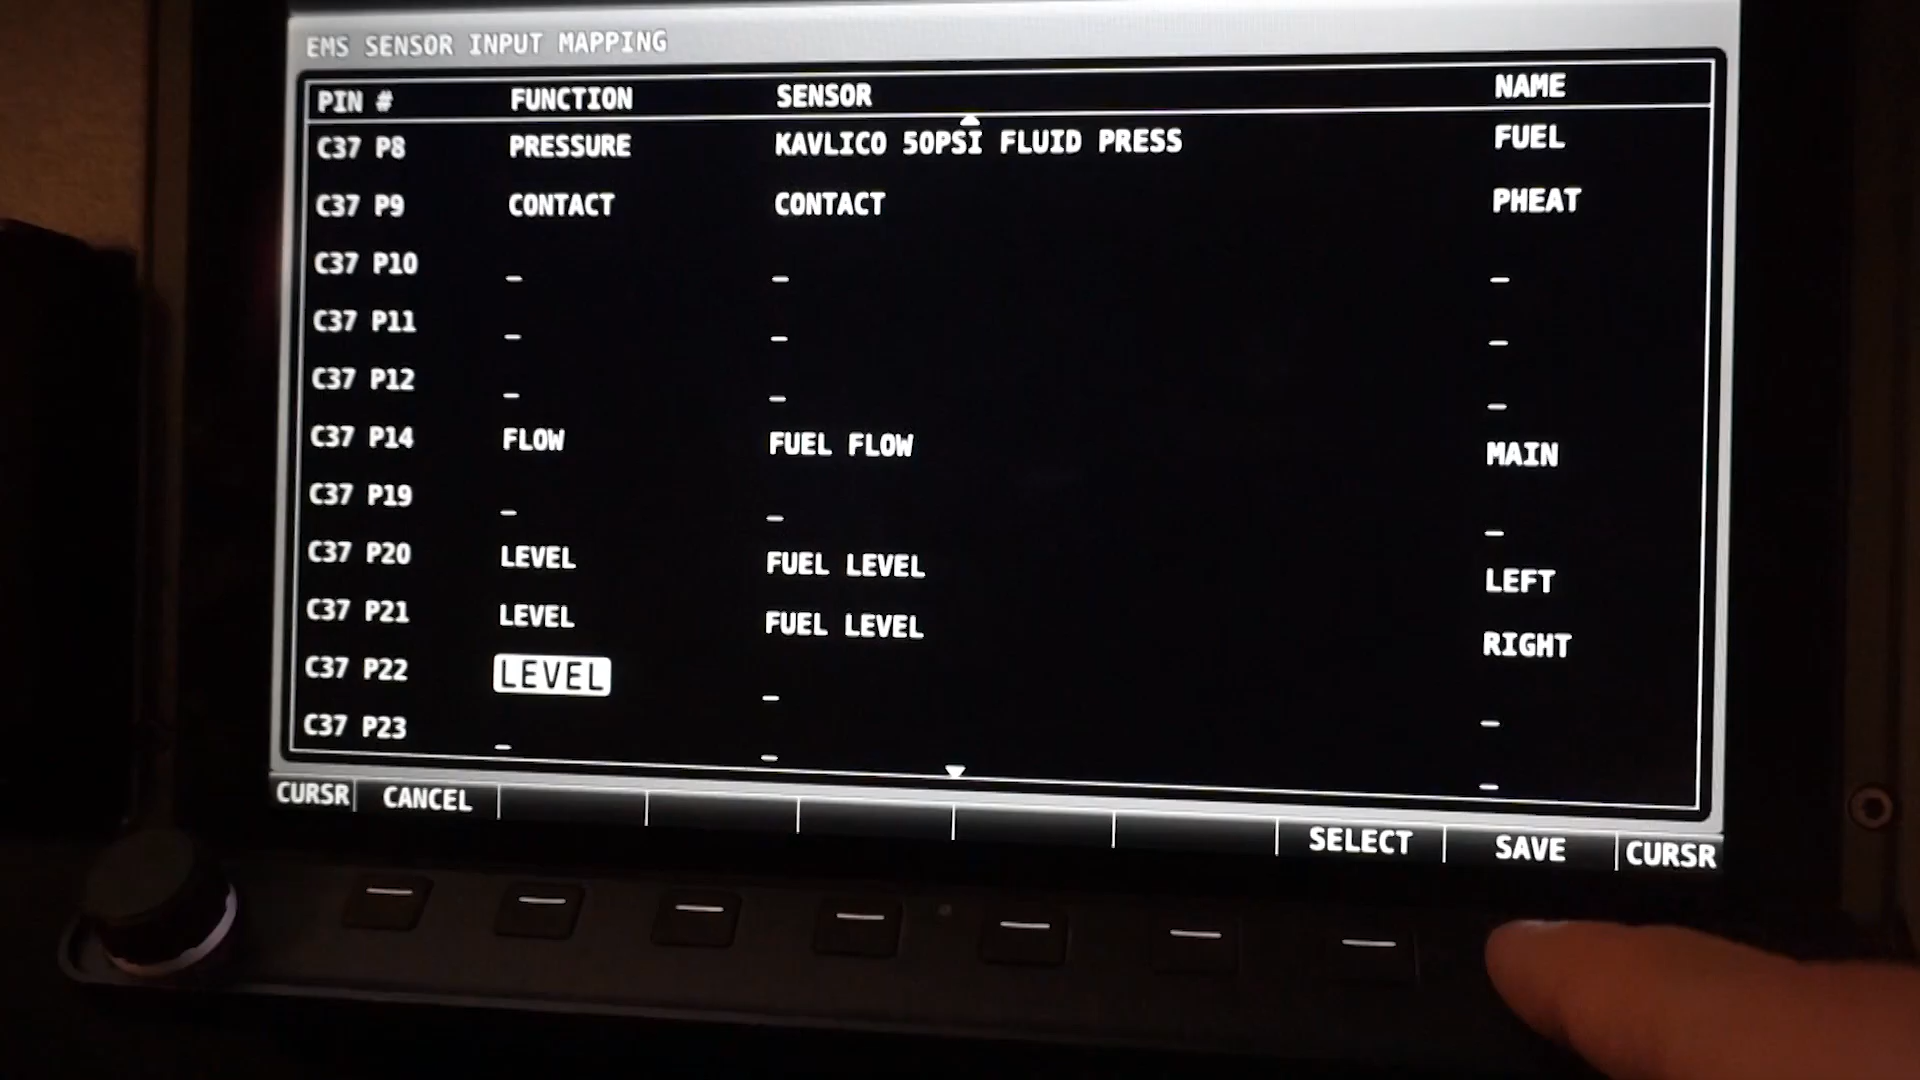 EMS SENSOR INPUT MAPPING
PIN # FUNCTION SENSOR NAME
C37 P8 PRESSURE KAVLICO 50PSI FLUID PRESS FUEL
C37 P9 CONTACT CONTACT PHEAT
C37 P10 _ _ _
C37 P11 _ _ _
C37 P12 _ _ _
C37 P14 FLOW FUEL FLOW MAIN
C37 P19 _ _ _
C37 P20 LEVEL FUEL LEVEL LEFT
C37 P21 LEVEL FUEL LEVEL RIGHT
C37 P22 LEVEL _ _
C37 P23 _ _ _
CURSR CANCEL SELECT SAVE CURSR